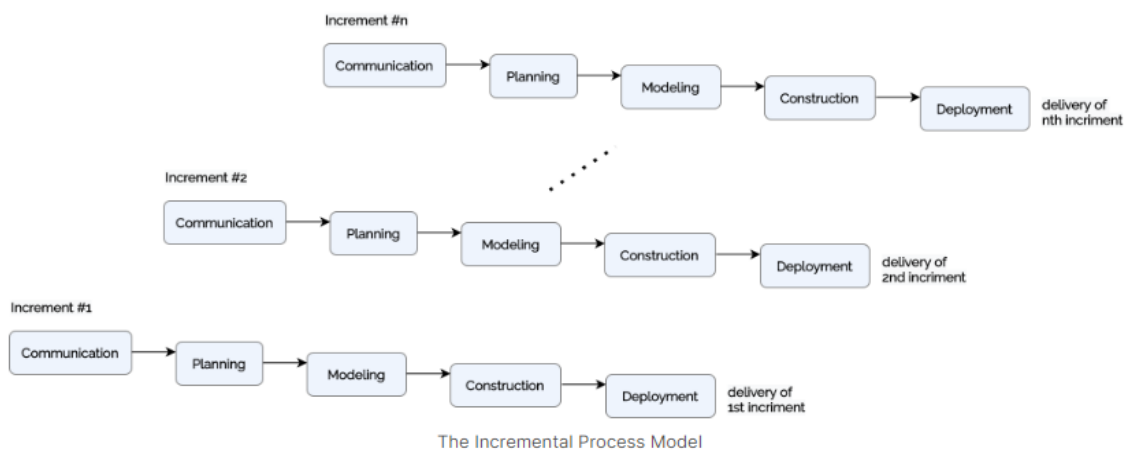 Increment #n
Communication
Planning
Modeling
Construction
Deployment
delivery of
nth incriment
Increment #2
Communication
Planning
Modeling
Construction
Deployment
delivery of
2nd incriment
Increment #1
Communication
Planning
Modeling
Construction
Deployment
delivery of
1st incriment
The Incremental Process Model